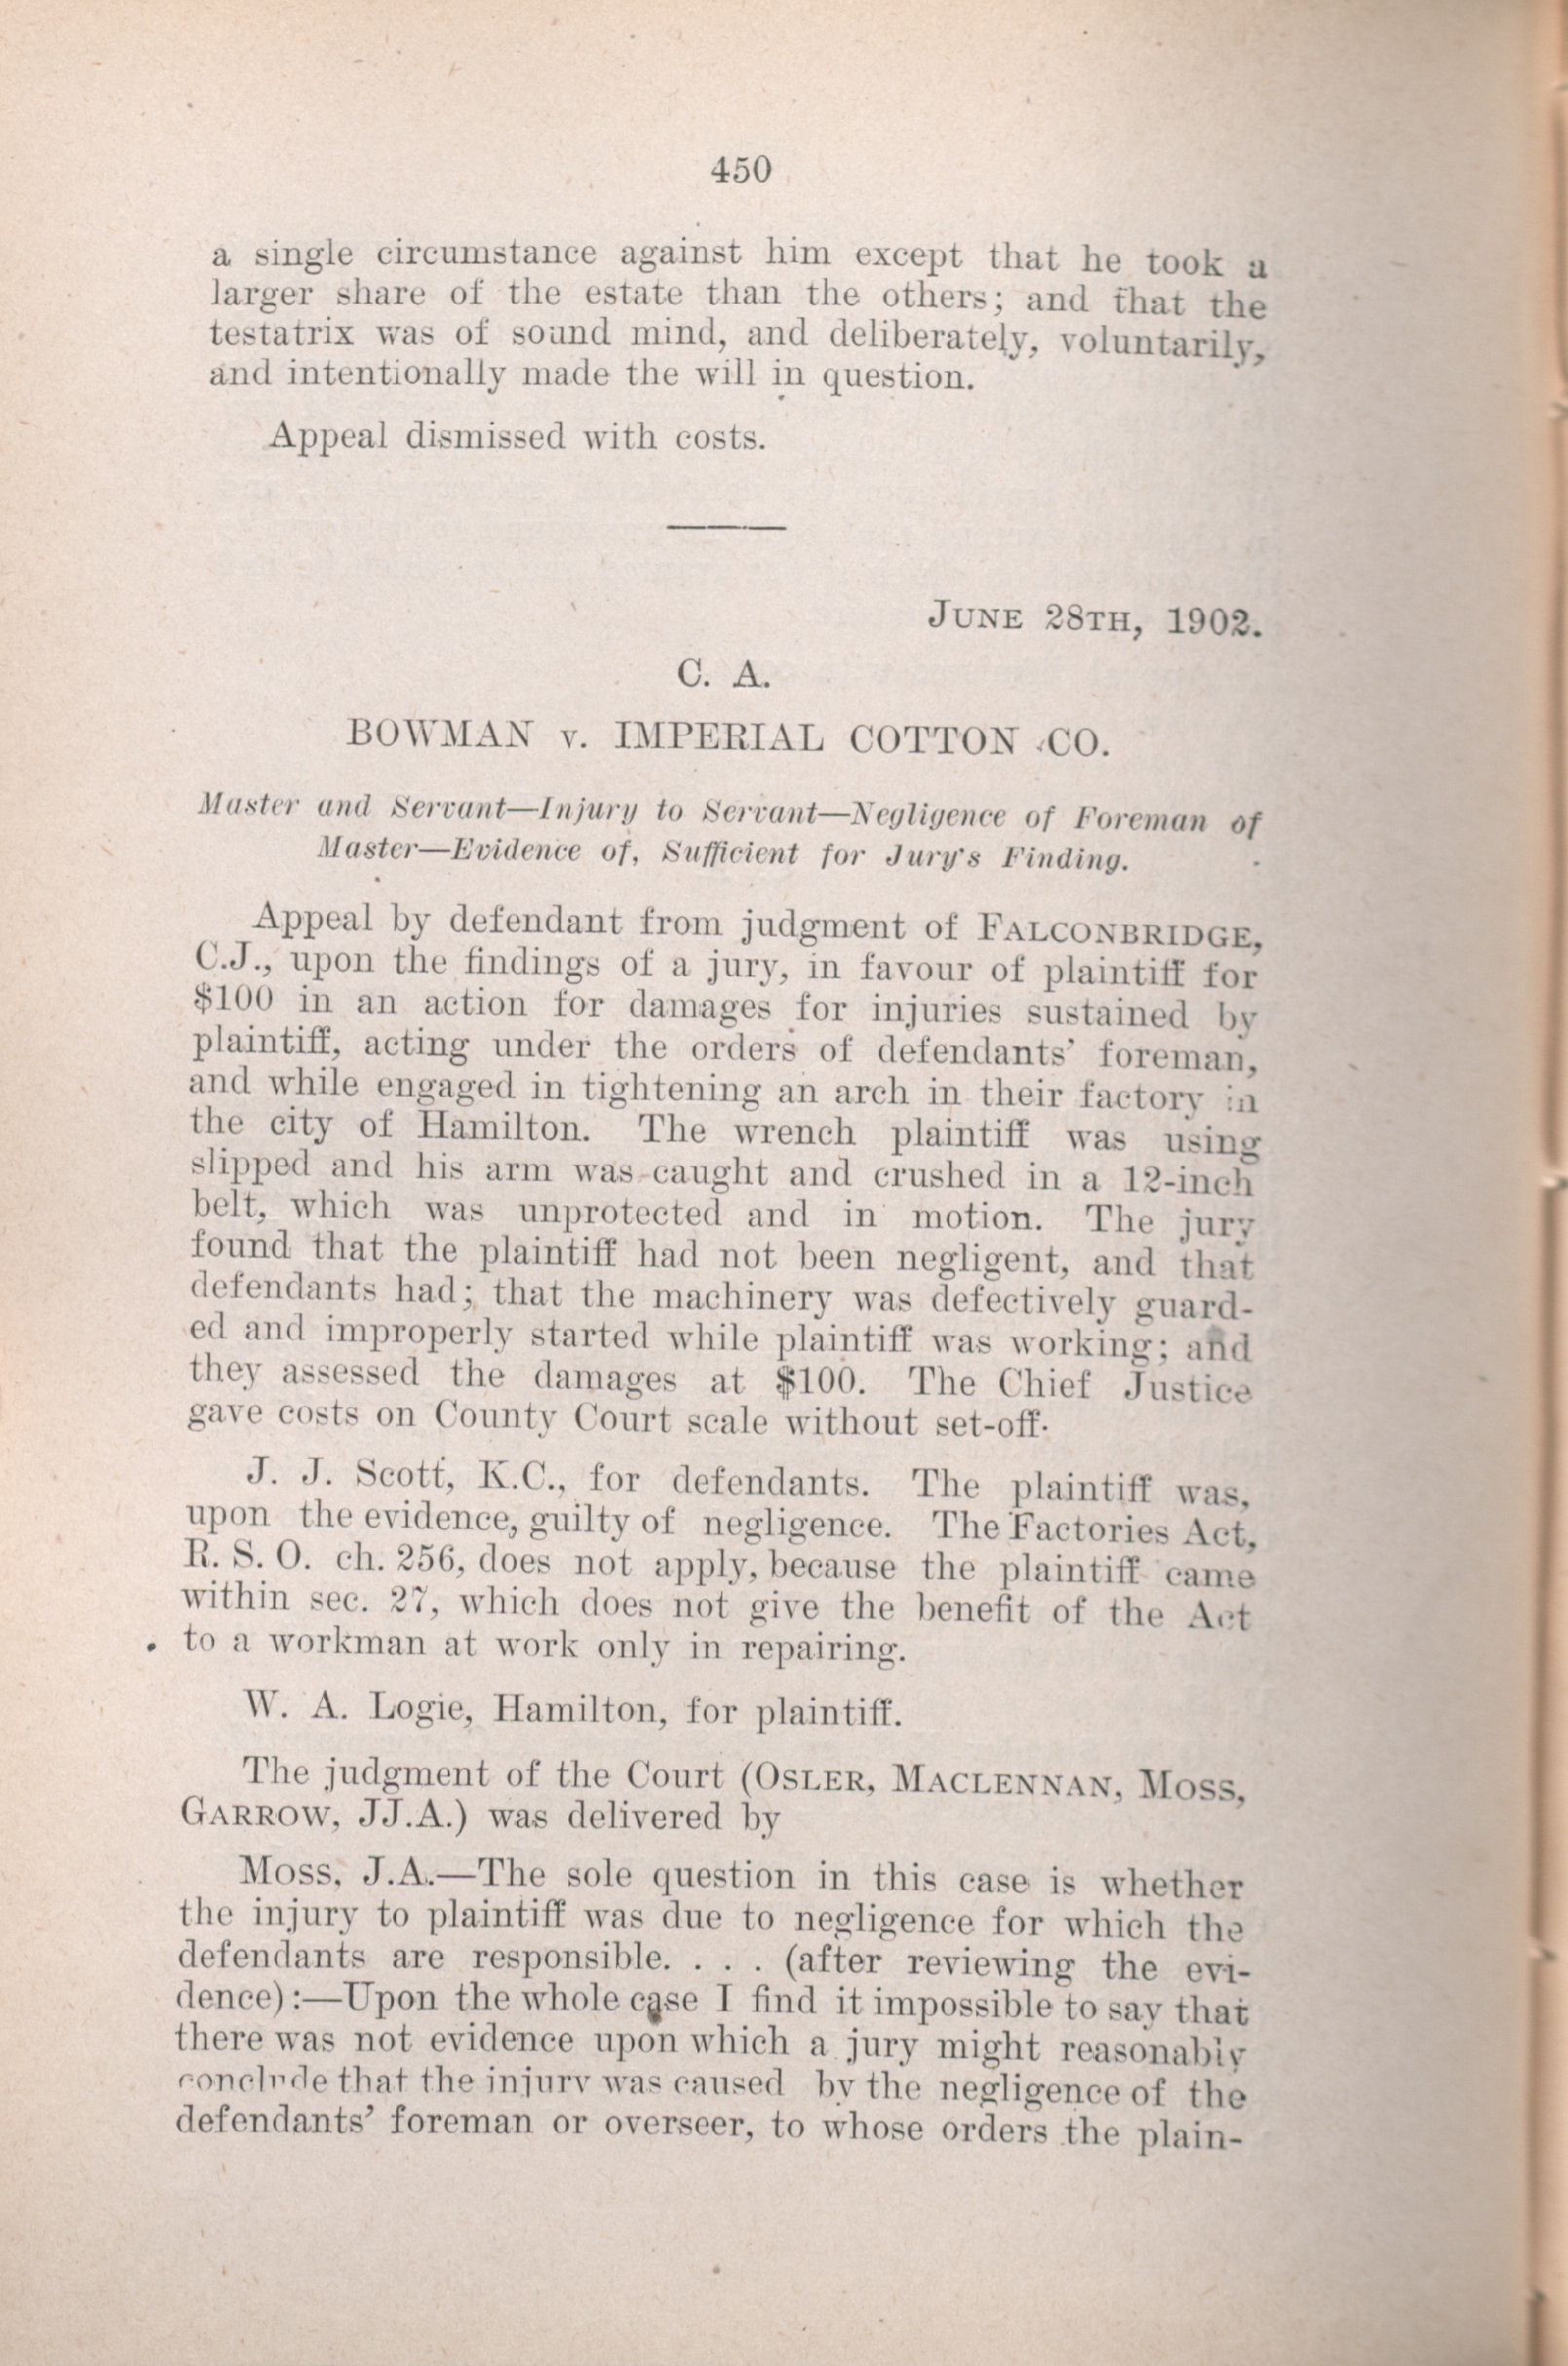 450
a single circumstance against him except that he took a
larger share of the estate than the others; and that the
testatrix was of sound mind, and deliberately, voluntarily,
and intentionally made the will in question.
Appeal dismissed with costs.
JUNE 28TH, 1902.
C. A.
BOWMAN v. IMPERIAL COTTON CO.
Master and Servant—Injury to Servant—Negligence of Foreman of
Master—Evidence of, Sufficient for Jury's Finding.
Appeal by defendant from judgment of FALCONBRIDGE,
C.J., upon the findings of a jury, in favour of plaintiff for
$100 in an action for damages for injuries sustained by
plaintiff, acting under the orders of defendants' foreman,
and while engaged in tightening an arch in their factory in
the city of Hamilton. The wrench plaintiff was using
slipped and his arm was caught and crushed in a 12-inch
belt, which was unprotected and in motion. The jury
found that the plaintiff had not been negligent, and that
defendants had; that the machinery was defectively guard-
ed and improperly started while plaintiff was working; and
they assessed the damages at $100. The Chief Justice
gave costs on County Court scale without set-off.
J. J. Scott, K.C., for defendants. The plaintiff was,
upon the evidence, guilty of negligence. The Factories Act,
R. S. O. ch. 256, does not apply, because the plaintiff came
within sec. 27, which does not give the benefit of the Act
to a workman at work only in repairing.
W. A. Logie, Hamilton, for plaintiff.
The judgment of the Court (OSLER, MACLENNAN, MOSS,
GARROW, JJ.A.) was delivered by
MOSS, J.A.—The sole question in this case is whether
the injury to plaintiff was due to negligence for which the
defendants are responsible. . . . (after reviewing the evi-
dence):—Upon the whole case I find it impossible to say that
there was not evidence upon which a jury might reasonably
conclude that the injury was caused by the negligence of the
defendants' foreman or overseer, to whose orders the plain-